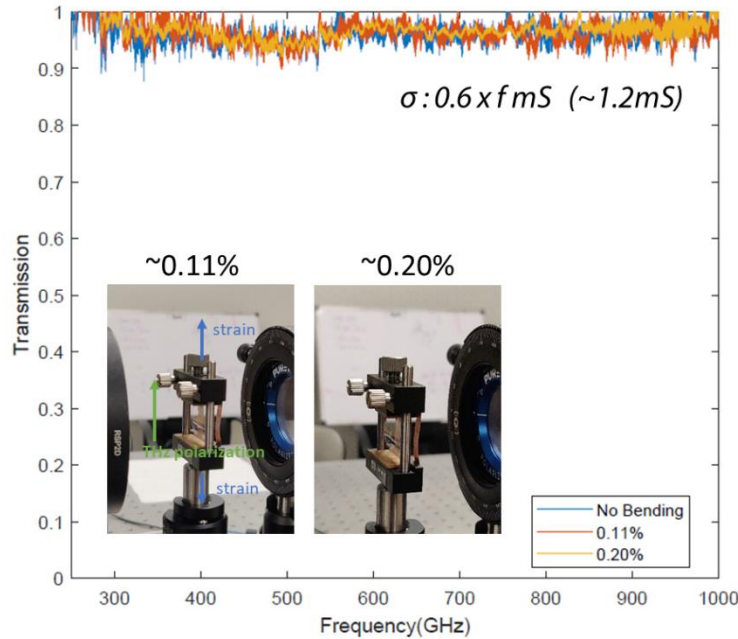 1
0.9
0.8
0.7
0.6
0.5
0.4
0.3
0.2
0.1
0
Transmission
σ : 0.6 x f mS (~1.2mS)
~0.11%
~0.20%
strain
THz polarization
strain
RSP2D
No Bending
0.11%
0.20%
300 400 500 600 700 800 900 1000
Frequency(GHz)